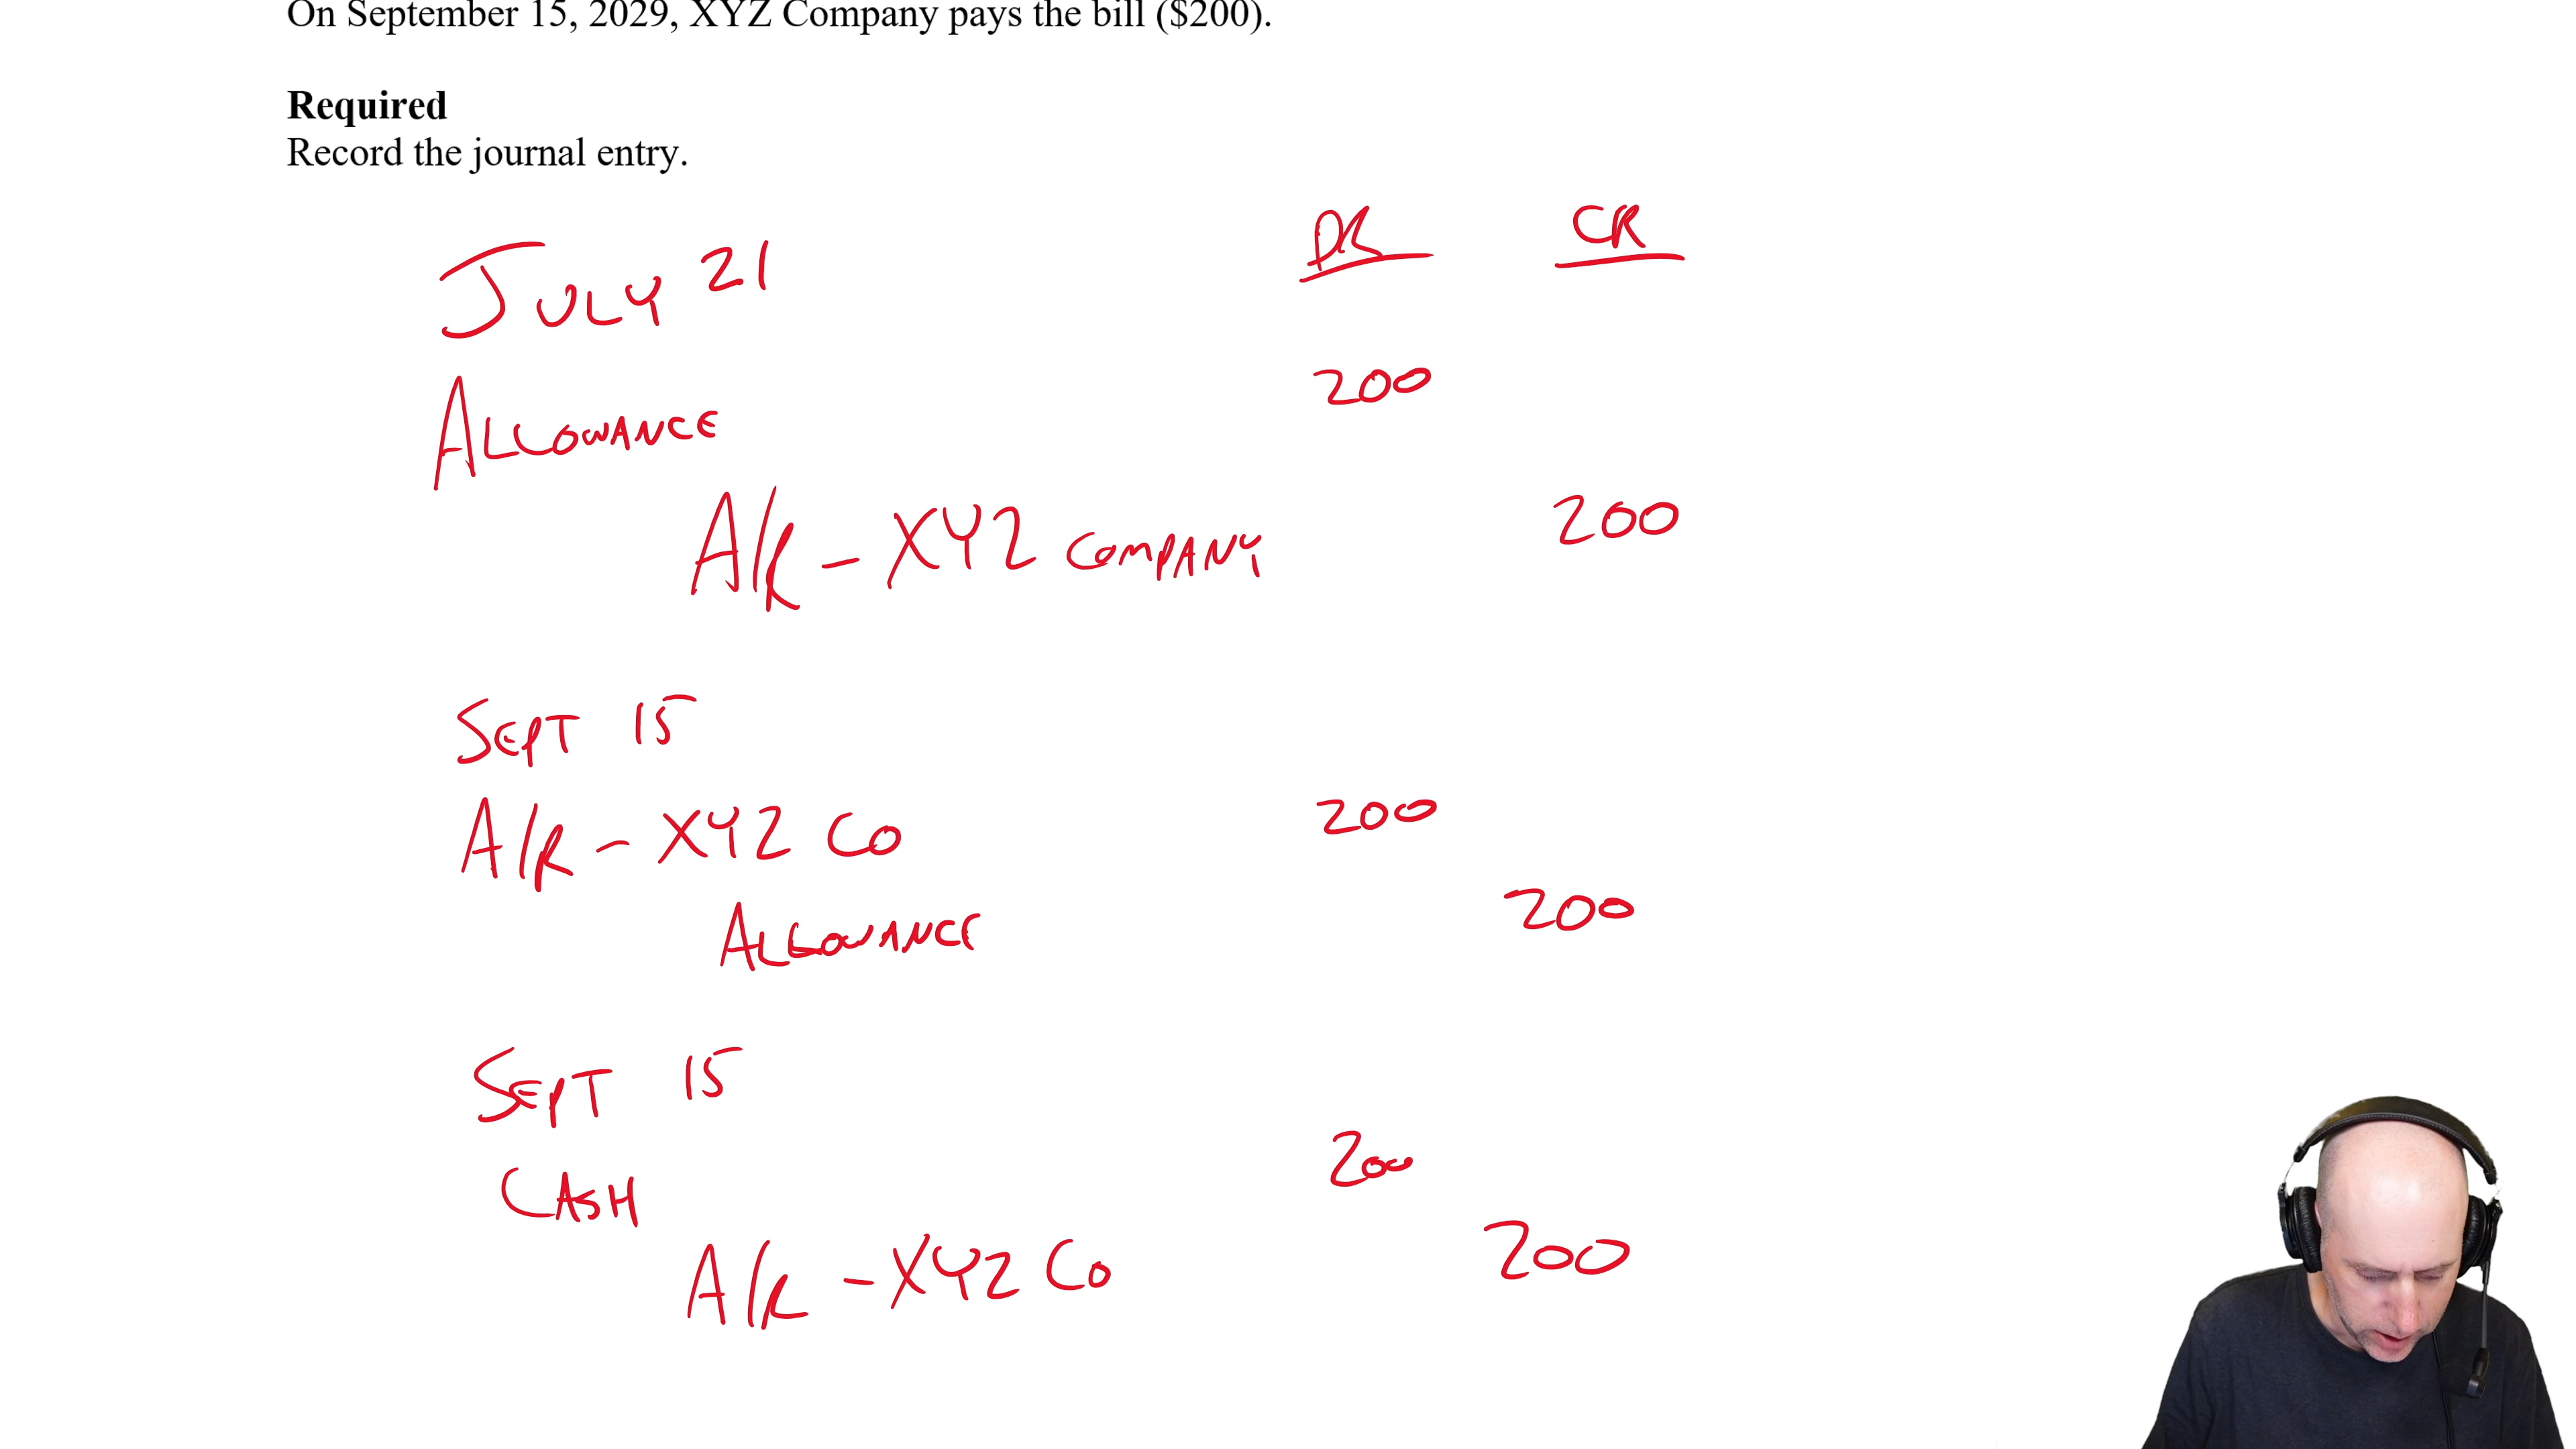 On September 15, 2029, XYZ Company pays the bill ($200).
Required
Record the journal entry.
DR CR
JULY 21
ALLOWANCE 200
A/R - XYZ COMPANY 200
SEPT 15
A/R - XYZ CO 200
ALLOWANCE 200
SEPT 15
CASH 200
A/R - XYZ CO 200